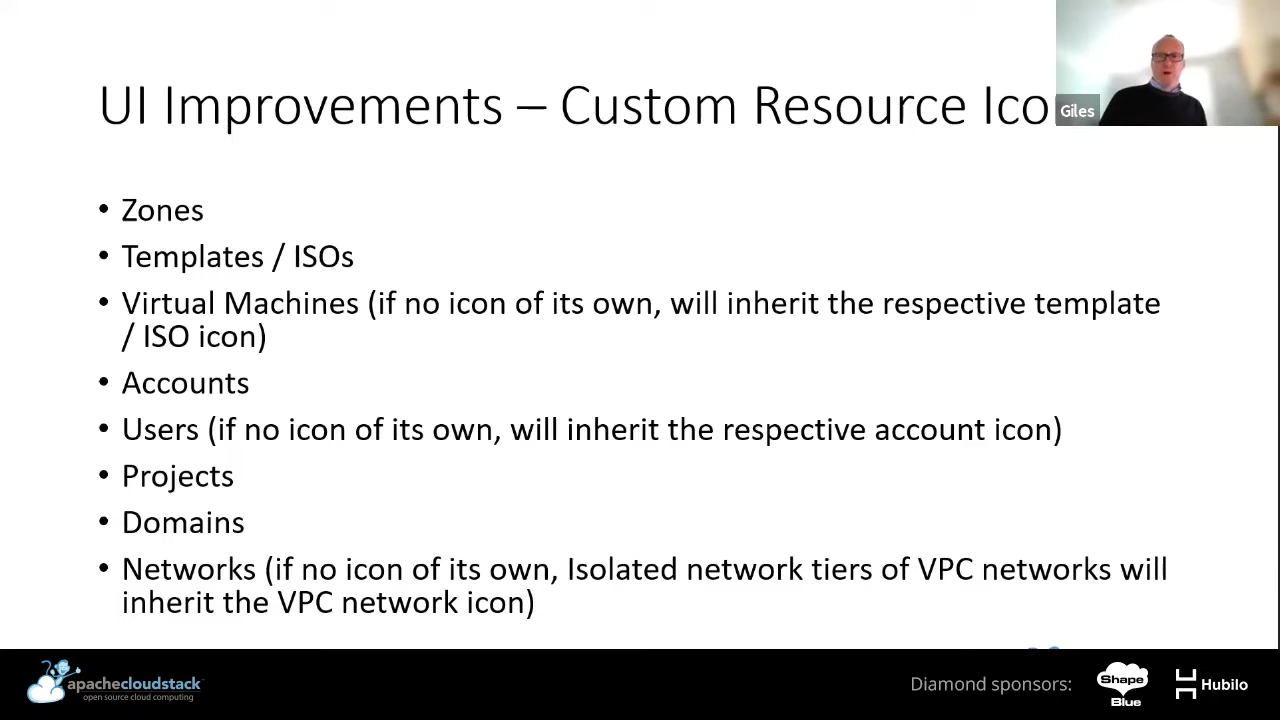 UI Improvements – Custom Resource Ico
Giles
• Zones
• Templates / ISOs
• Virtual Machines (if no icon of its own, will inherit the respective template
/ ISO icon)
• Accounts
• Users (if no icon of its own, will inherit the respective account icon)
• Projects
• Domains
• Networks (if no icon of its own, Isolated network tiers of VPC networks will
inherit the VPC network icon)
apachecloudstack
open source cloud computing
Diamond sponsors:
Shape
Blue
Hubilo